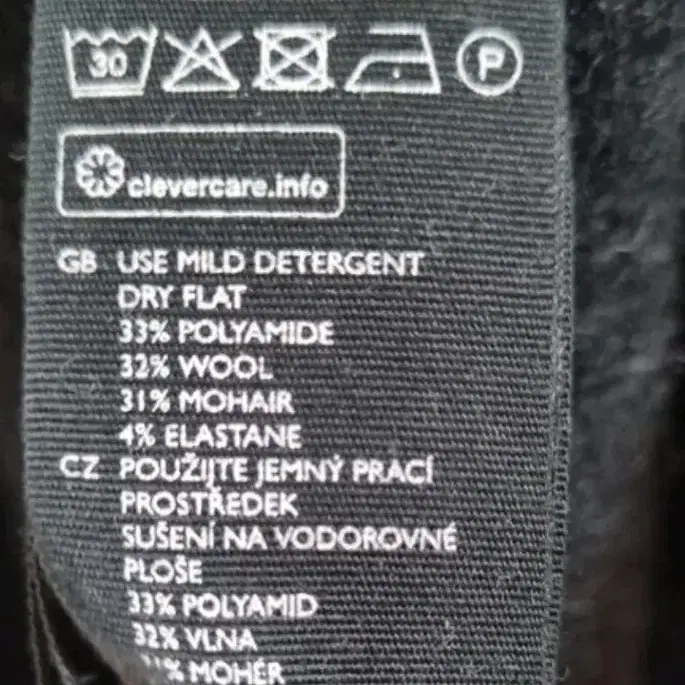 30
P
clevercare.info
GB USE MILD DETERGENT
DRY FLAT
33% POLYAMIDE
32% WOOL
31% MOHAIR
4% ELASTANE
CZ POUŽIJTE JEMNÝ PRACÍ
PROSTŘEDEK
SUŠENÍ NA VODOROVNÉ
PLOŠE
33% POLYAMID
32% VLNA
% MOHÉR